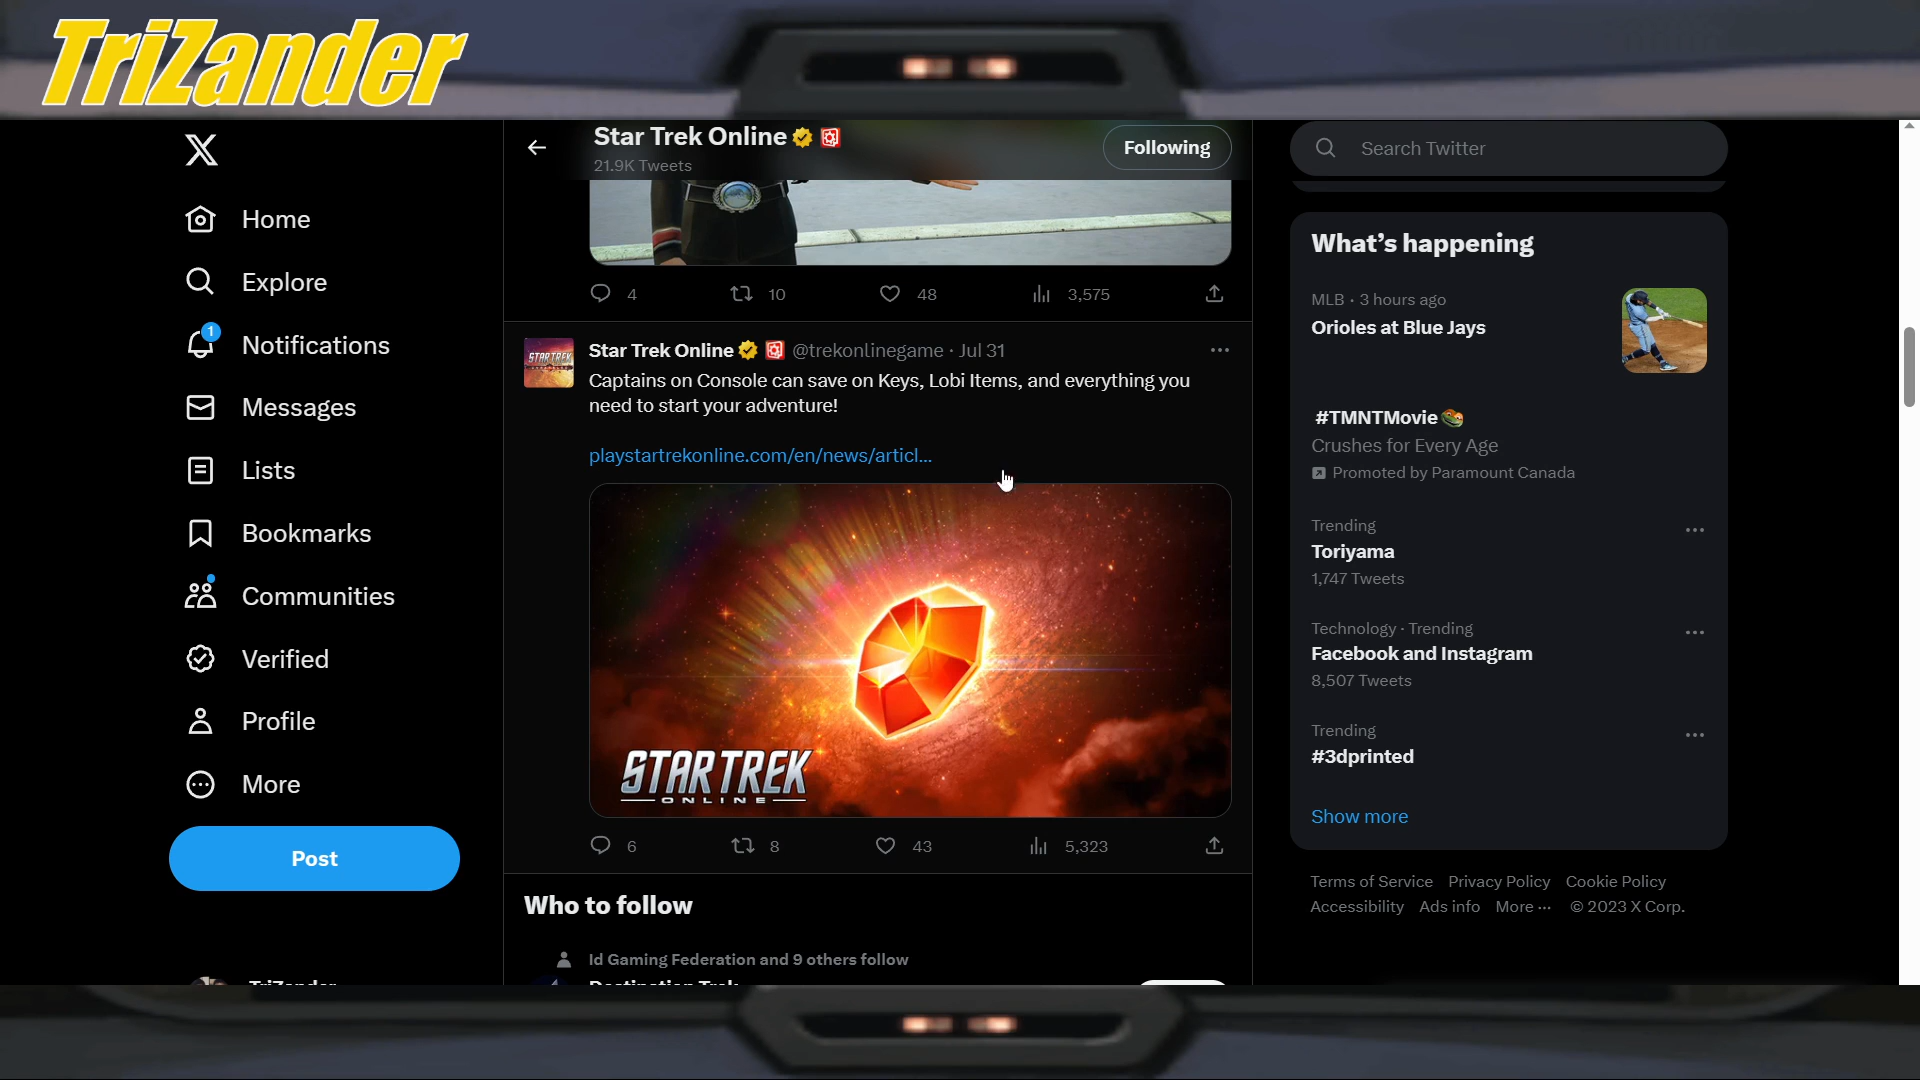 TriZander
Star Trek Online
21.9K Tweets
Following
Search Twitter
Home
Explore
1
Notifications
Messages
Lists
Bookmarks
Communities
Verified
Profile
More
Post
4
10
48
3,575
STAR TREK
Star Trek Online @trekonlinegame · Jul 31
Captains on Console can save on Keys, Lobi Items, and everything you
need to start your adventure!
playstartrekonline.com/en/news/articl...
STAR TREK
ONLINE
6
8
43
5,323
Who to follow
Id Gaming Federation and 9 others follow
Destination Trek
What's happening
MLB · 3 hours ago
Orioles at Blue Jays
#TMNTMovie
Crushes for Every Age
Promoted by Paramount Canada
Trending
Toriyama
1,747 Tweets
Technology · Trending
Facebook and Instagram
8,507 Tweets
Trending
#3dprinted
Show more
Terms of Service Privacy Policy Cookie Policy
Accessibility Ads info More ··· © 2023 X Corp.
TriZander